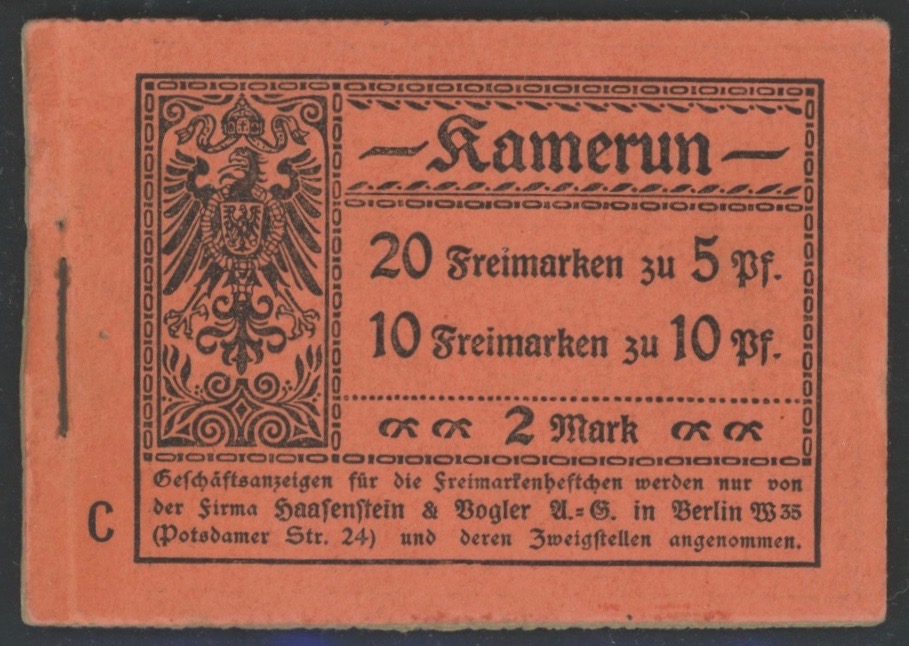 Kamerun
20 Freimarken zu 5 Pf.
10 Freimarken zu 10 Pf.
2 Mark
Geſchäftsanzeigen für die Freimarkenheftchen werden nur von
der Firma Haaſenſtein & Vogler A.=G. in Berlin W 35
(Potsdamer Str. 24) und deren Zweigſtellen angenommen.
C